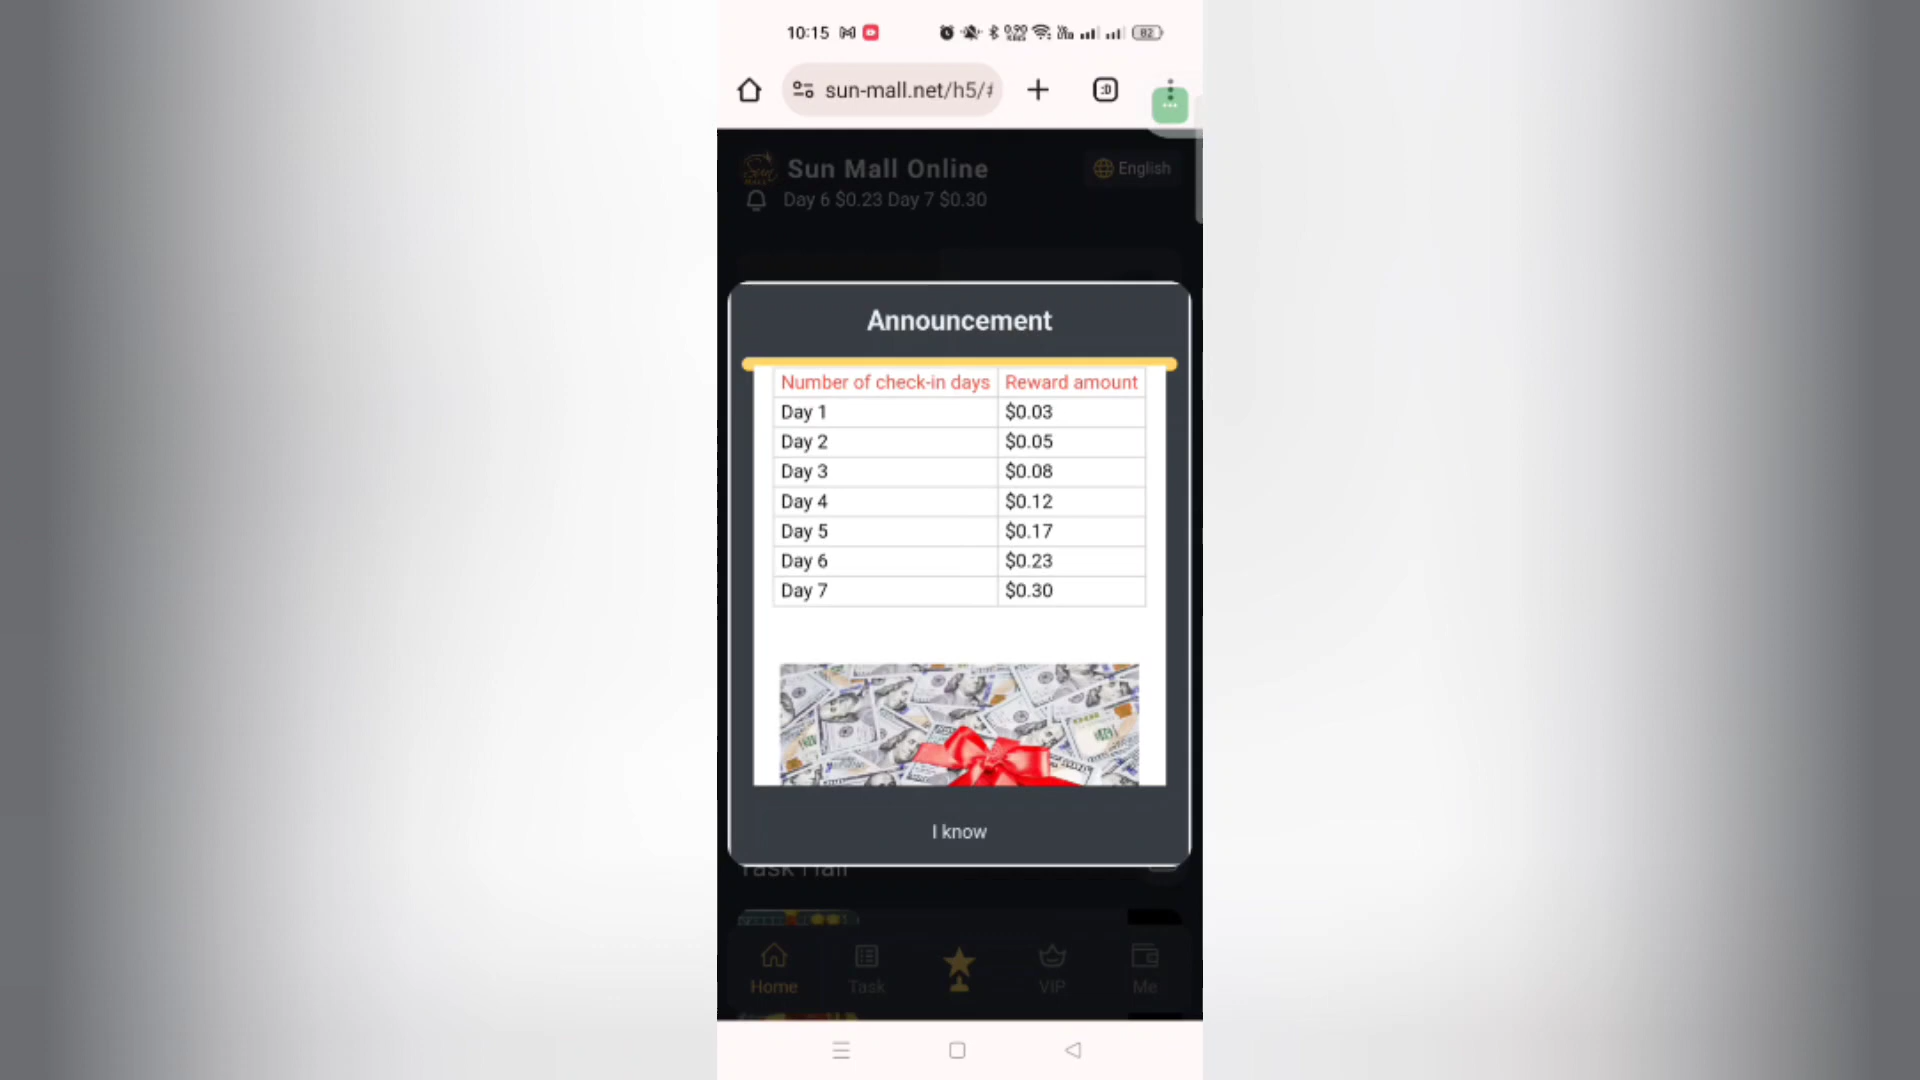 10:15
82
sun-mall.net/h5/#
:D
Sun Mall Online
English
Day 6 $0.23 Day 7 $0.30
Announcement
Number of check-in days Reward amount
Day 1 $0.03
Day 2 $0.05
Day 3 $0.08
Day 4 $0.12
Day 5 $0.17
Day 6 $0.23
Day 7 $0.30
I know
Task Hall
Home Task VIP Me